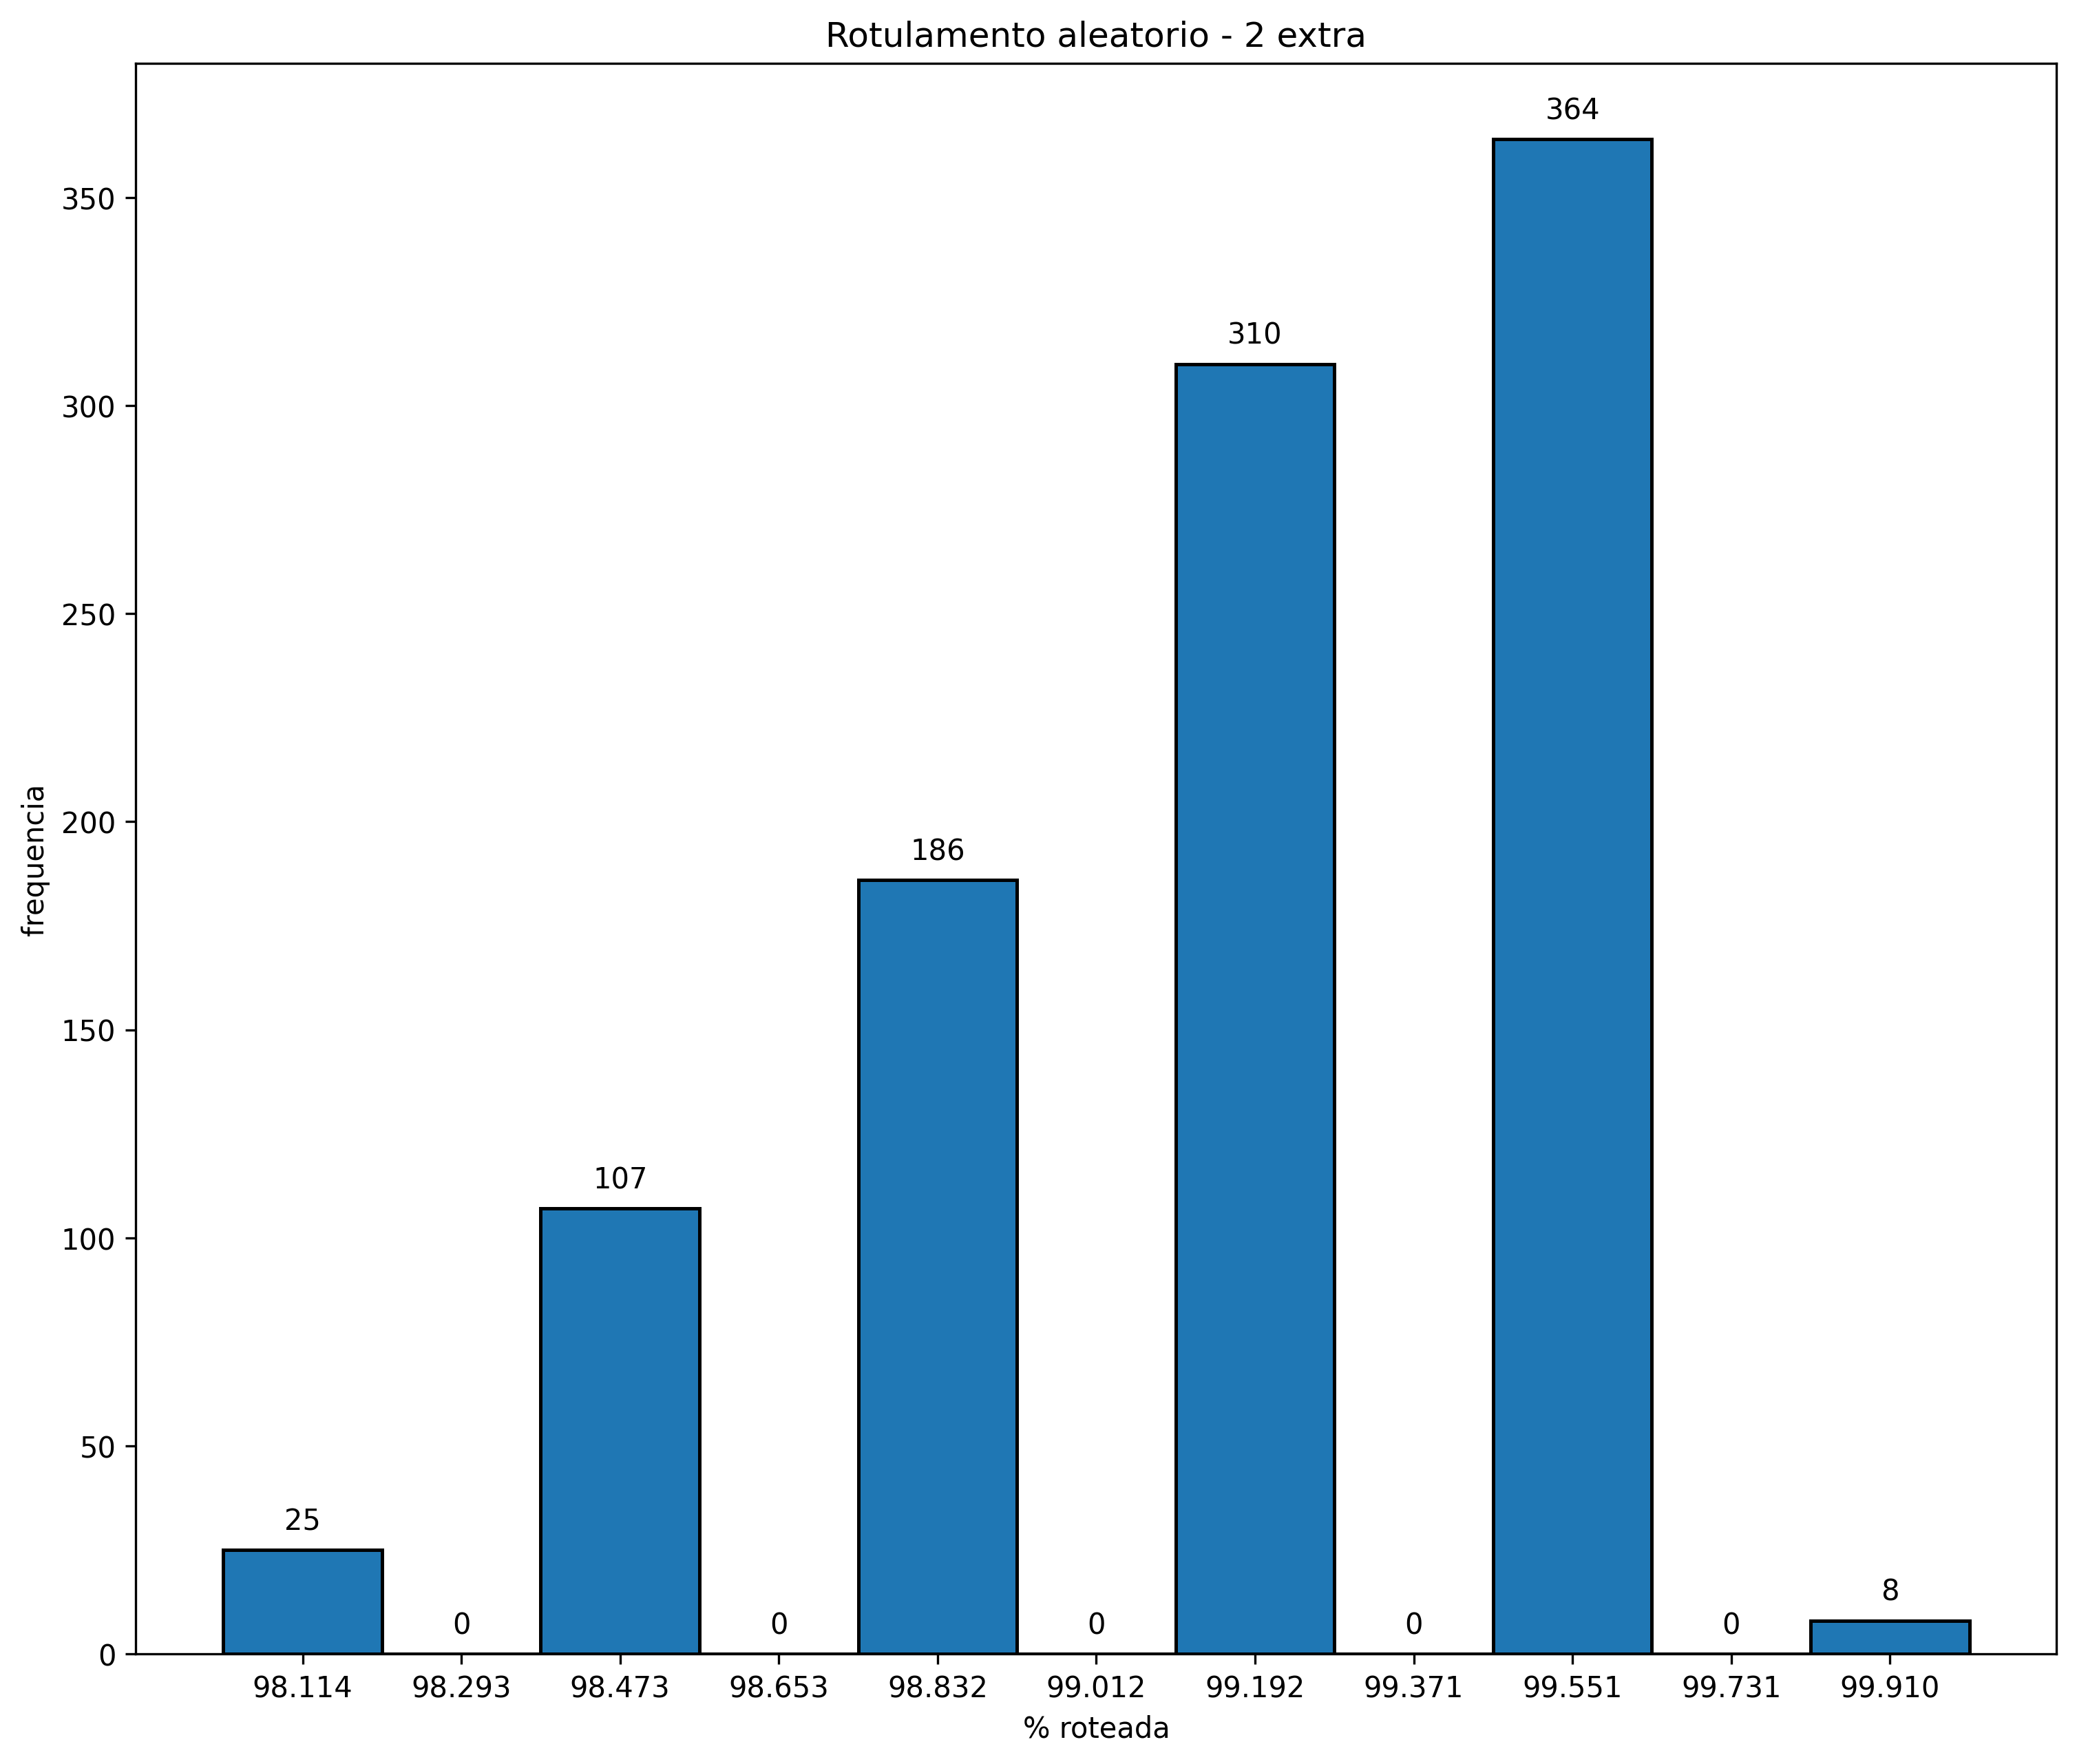 Rotulamento aleatorio - 2 extra
364
350
310
300
250
frequencia
200
186
150
107
100
50
25
0 0 0 0 0 8
0
98.114 98.293 98.473 98.653 98.832 99.012 99.192 99.371 99.551 99.731 99.910
% roteada